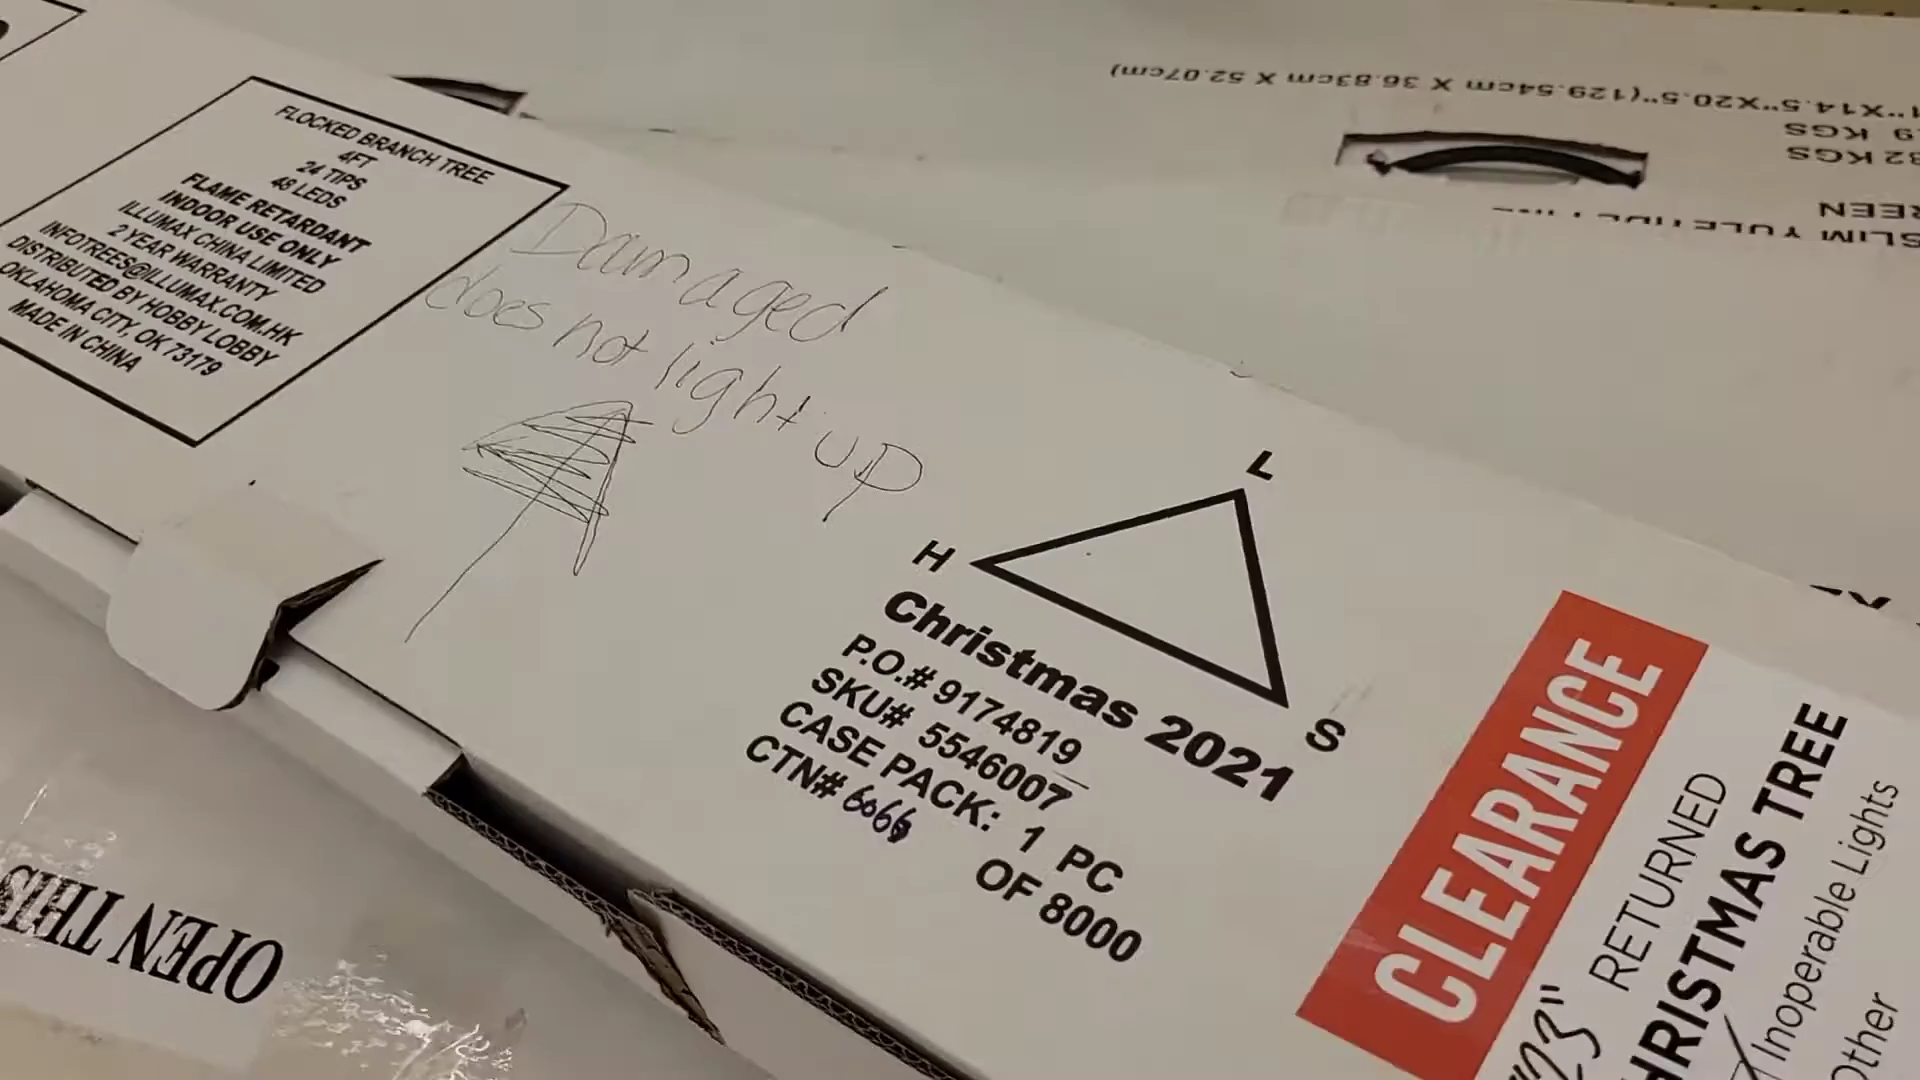 FLOCKED BRANCH TREE
4FT
24 TIPS
48 LEDS
FLAME RETARDANT
INDOOR USE ONLY
ILLUMAX CHINA LIMITED
2 YEAR WARRANTY
INFOTREES@ILLUMAX.COM.HK
DISTRIBUTED BY HOBBY LOBBY
OKLAHOMA CITY, OK 73179
MADE IN CHINA
Damaged
does not light up
L
H
S
Christmas 2021
P.O.# 9174819
SKU# 5546007
CASE PACK: 1 PC
CTN# OF 8000
CLEARANCE
RETURNED
CHRISTMAS TREE
Inoperable Lights
Other
OPEN THIS
X14.5"X20.5"(129.54cm X 36.83cm X 52.07cm)
KGS
KGS
SLIM YULETIDE PINE